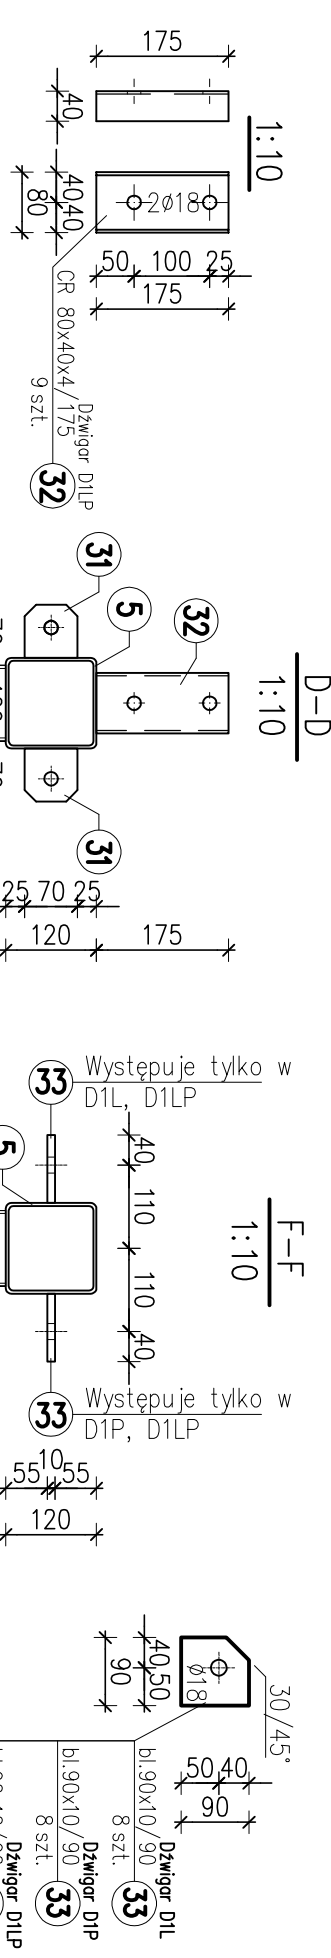 175
40
1:10
40
40
80
2ø18
50
100
25
175
CR 80x40x4/175
Dźwigar D1LP
9 szt.
32
D-D
1:10
31
5
32
31
25
70
25
120
175
F-F
1:10
33
Występuje tylko w
D1L, D1LP
5
40
110
110
40
33
Występuje tylko w
D1P, D1LP
55
10
55
120
30/45°
40
50
90
ø18
50
40
90
bl.90x10/90
Dźwigar D1L
8 szt.
33
bl.90x10/90
Dźwigar D1P
8 szt.
33
Dźwigar D1LP